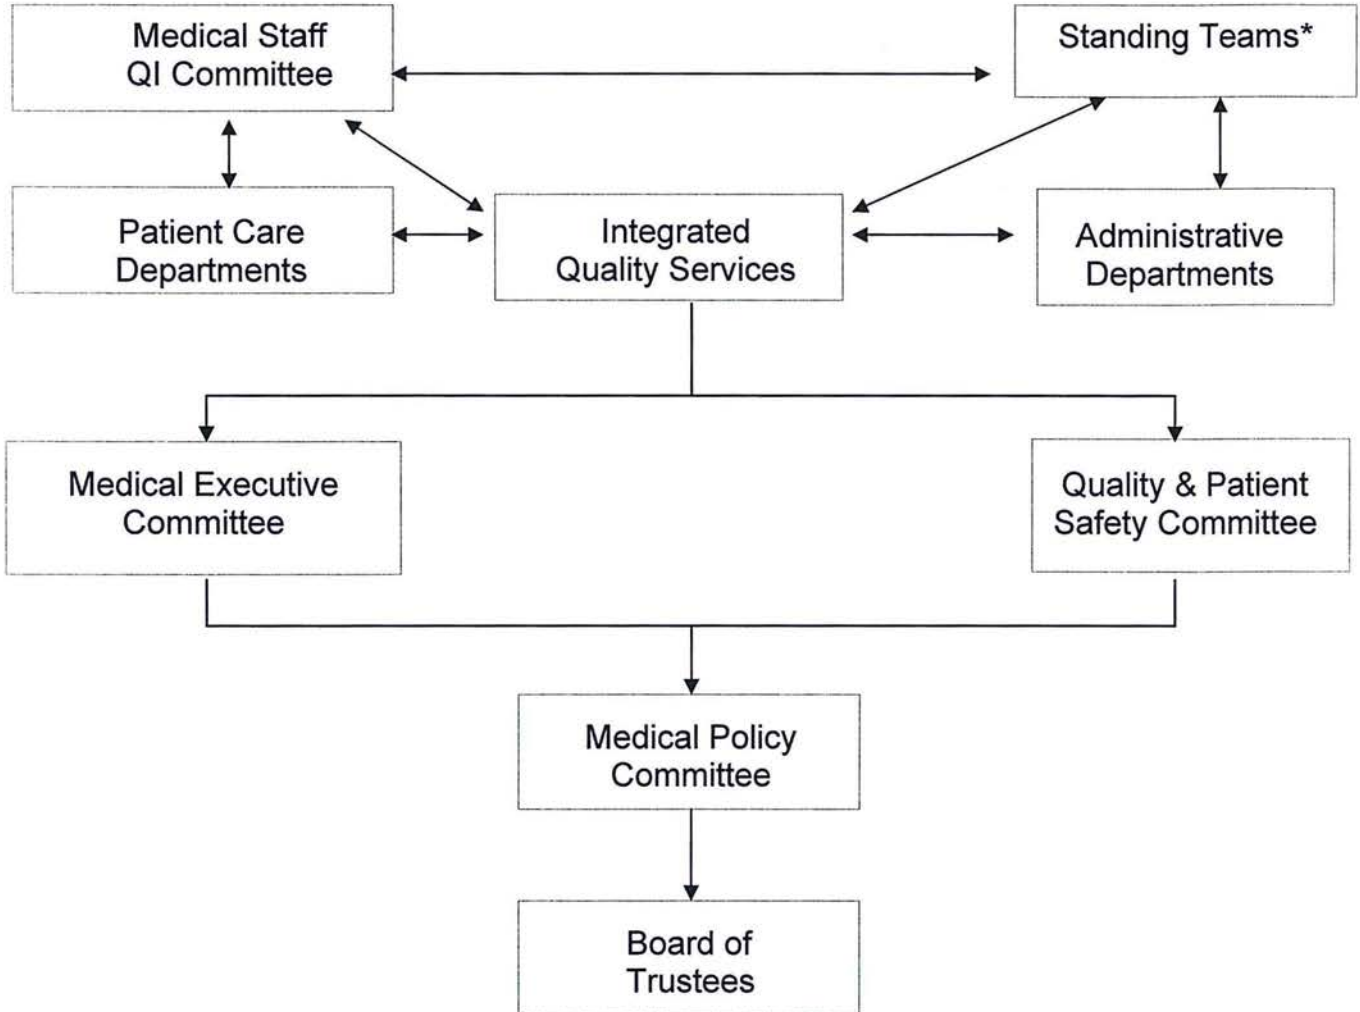 Medical Staff
QI Committee
Standing Teams*
Patient Care
Departments
Integrated
Quality Services
Administrative
Departments
Medical Executive
Committee
Quality & Patient
Safety Committee
Medical Policy
Committee
Board of
Trustees